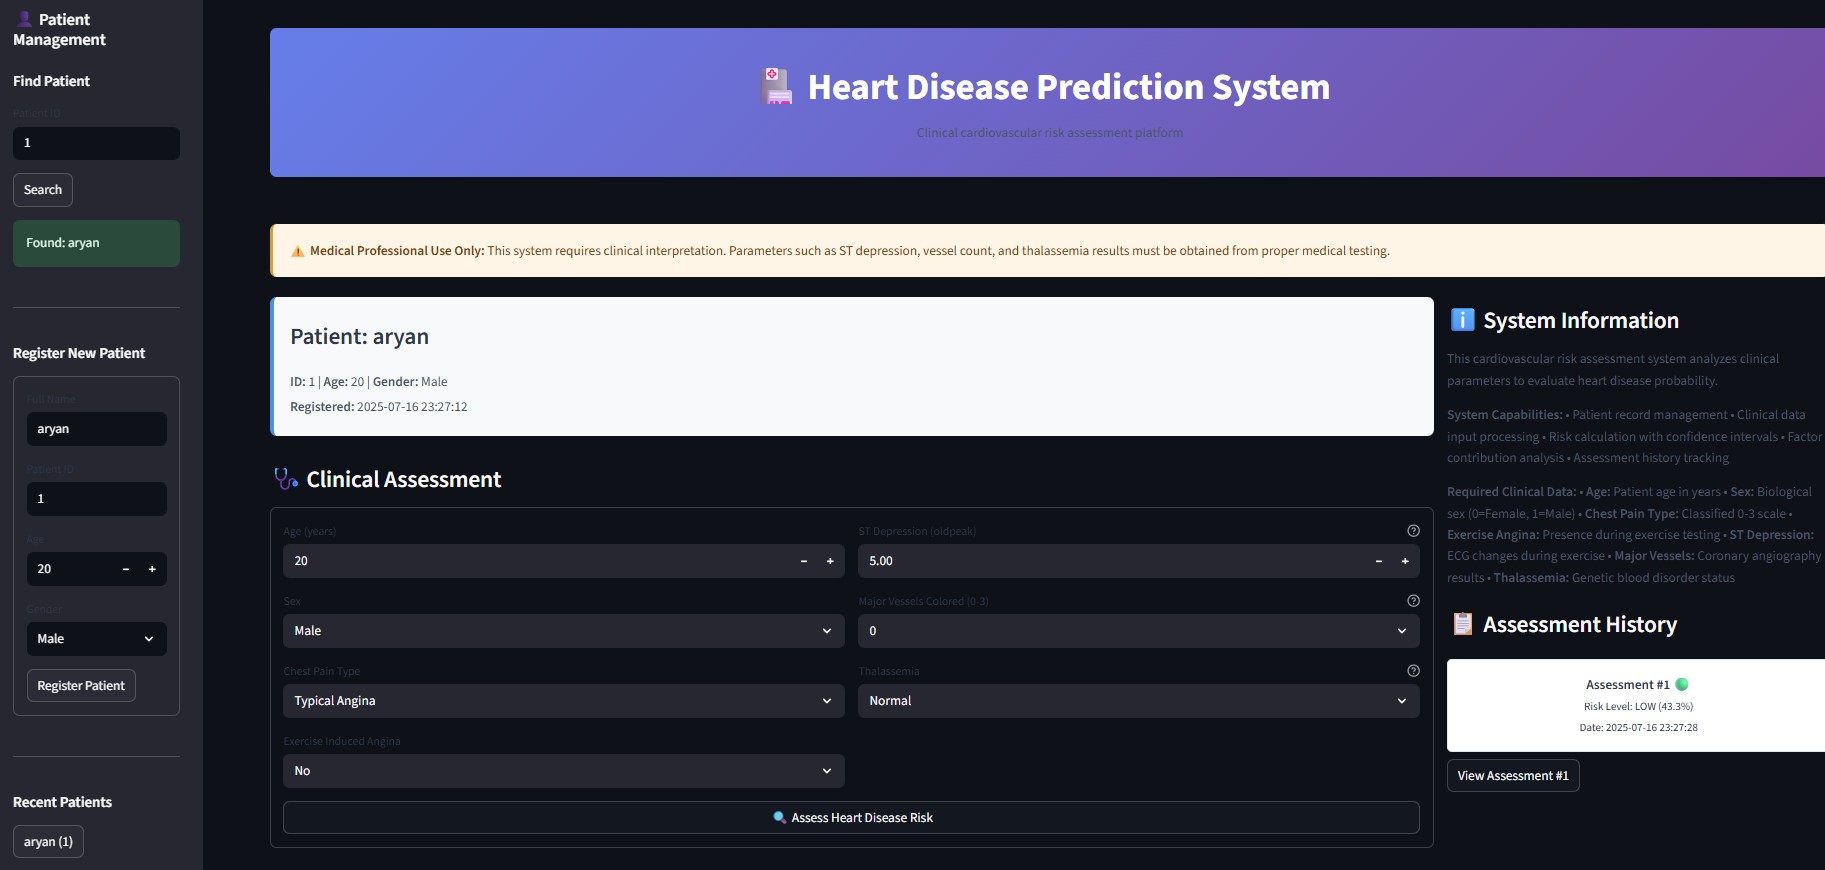 Patient
Management
Find Patient
Patient ID
1
Search
Found: aryan
Register New Patient
Full Name
aryan
Patient ID
1
Age
20
Gender
Male
Register Patient
Recent Patients
aryan (1)
Heart Disease Prediction System
Clinical cardiovascular risk assessment platform
Medical Professional Use Only: This system requires clinical interpretation. Parameters such as ST depression, vessel count, and thalassemia results must be obtained from proper medical testing.
Patient: aryan
ID: 1 | Age: 20 | Gender: Male
Registered: 2025-07-16 23:27:12
Clinical Assessment
Age (years)
20
Sex
Male
Chest Pain Type
Typical Angina
Exercise Induced Angina
No
ST Depression (oldpeak)
5.00
Major Vessels Colored (0-3)
0
Thalassemia
Normal
Assess Heart Disease Risk
System Information
This cardiovascular risk assessment system analyzes clinical
parameters to evaluate heart disease probability.
System Capabilities: • Patient record management • Clinical data
input processing • Risk calculation with confidence intervals • Factor
contribution analysis • Assessment history tracking
Required Clinical Data: • Age: Patient age in years • Sex: Biological
sex (0=Female, 1=Male) • Chest Pain Type: Classified 0-3 scale •
Exercise Angina: Presence during exercise testing • ST Depression:
ECG changes during exercise • Major Vessels: Coronary angiography
results • Thalassemia: Genetic blood disorder status
Assessment History
Assessment #1
Risk Level: LOW (43.3%)
Date: 2025-07-16 23:27:28
View Assessment #1